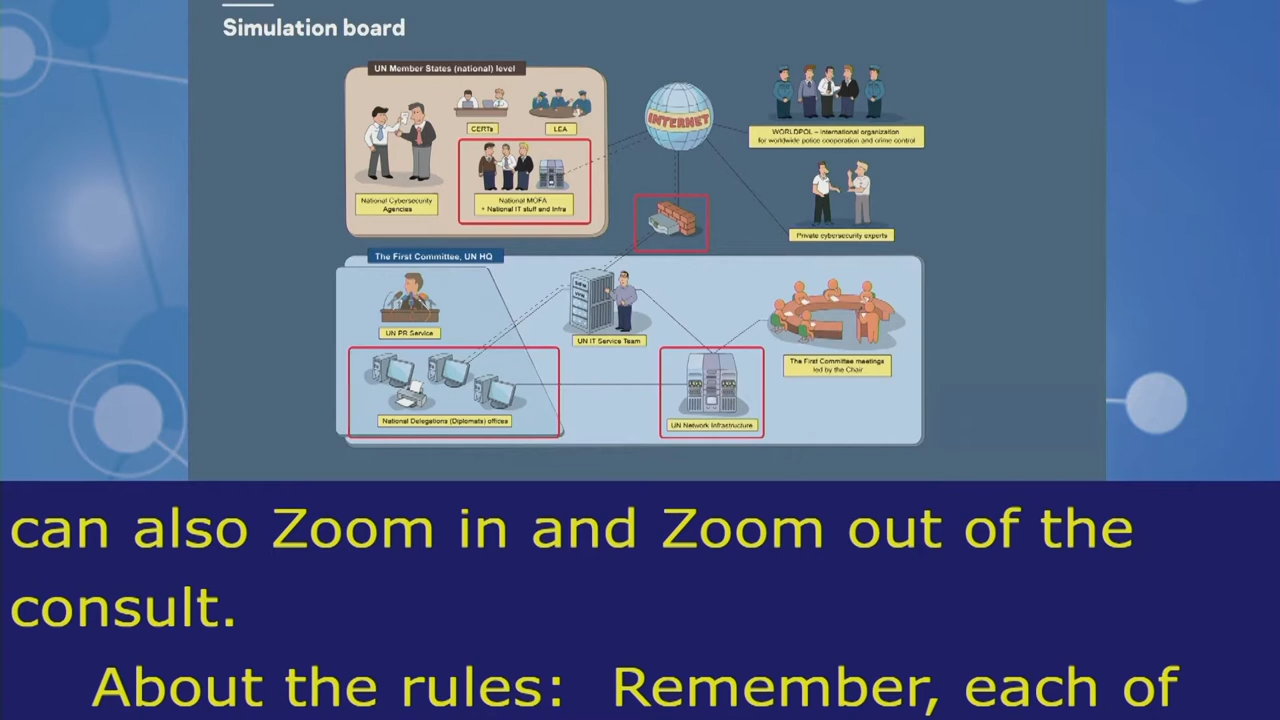 Simulation board
UN Member States (national) level
CERTs
LEA
National Cybersecurity
Agencies
National MOFA
+ National IT stuff and Infra
INTERNET
WORLDPOL – International organization
for worldwide police cooperation and crime control
Private cybersecurity experts
The First Committee, UN HQ
UN PR Service
UN IT Service Team
The First Committee meetings
led by the Chair
National Delegations (Diplomats) offices
UN Network Infrastructure
can also Zoom in and Zoom out of the
consult.
About the rules: Remember, each of